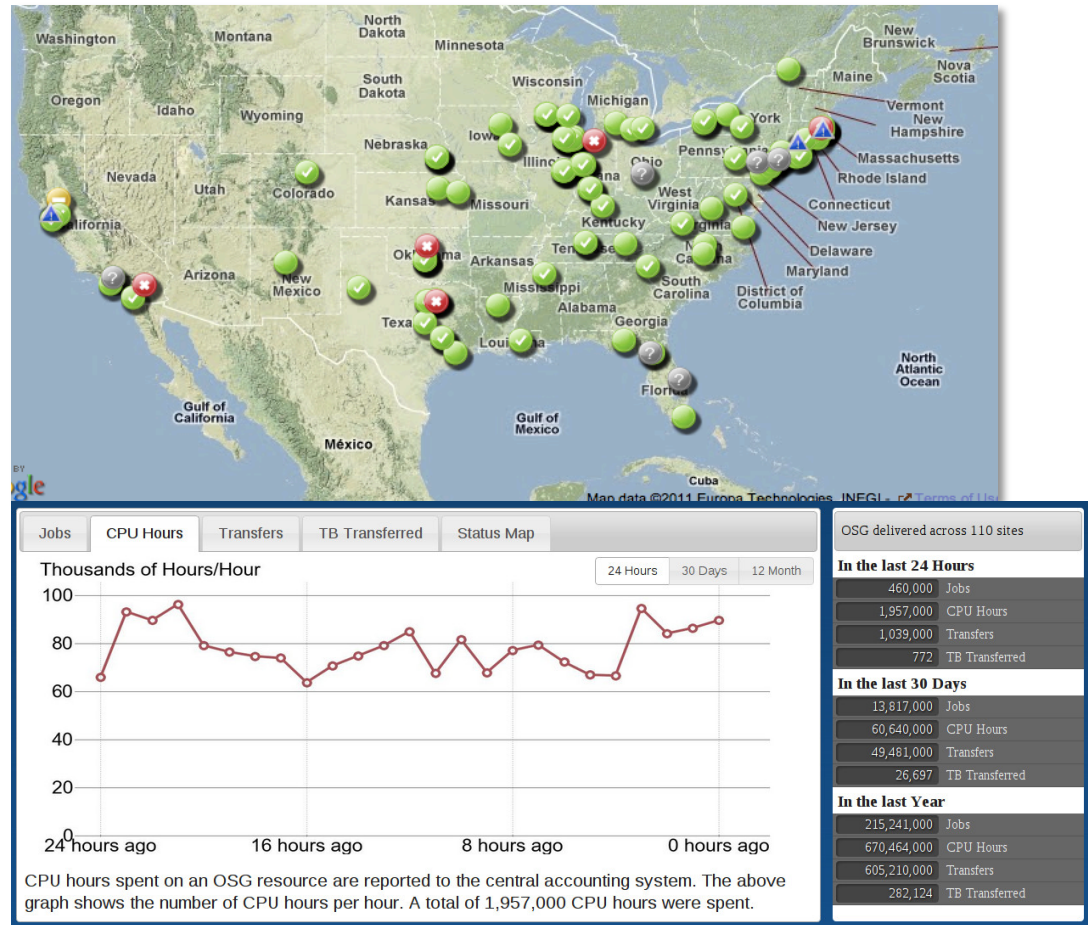 North
Dakota
Washington
Montana
Minnesota
New
Brunswick
Nova
Scotia
Maine
South
Dakota
Wisconsin
Michigan
Oregon
Idaho
Wyoming
York
Vermont
New
Hampshire
Nebraska
Massachusetts
Ohio
Rhode Island
Nevada
Utah
Colorado
Kansas
Missouri
West
Virginia
Connecticut
New Jersey
Kentucky
Delaware
Maryland
Arizona
New
Mexico
Arkansas
South
Carolina
District of
Columbia
Mississippi
Alabama
Georgia
North
Atlantic
Ocean
Gulf of
California
Gulf of
Mexico
México
Cuba
BY
Map data ©2011 Europa Technologies, INEGI - Terms of Us
Jobs CPU Hours Transfers TB Transferred Status Map
Thousands of Hours/Hour
24 Hours 30 Days 12 Month
100
80
60
40
20
0
24 hours ago 16 hours ago 8 hours ago 0 hours ago
CPU hours spent on an OSG resource are reported to the central accounting system. The above
graph shows the number of CPU hours per hour. A total of 1,957,000 CPU hours were spent.
OSG delivered across 110 sites
In the last 24 Hours
460,000 Jobs
1,957,000 CPU Hours
1,039,000 Transfers
772 TB Transferred
In the last 30 Days
13,817,000 Jobs
60,640,000 CPU Hours
49,481,000 Transfers
26,697 TB Transferred
In the last Year
215,241,000 Jobs
670,464,000 CPU Hours
605,210,000 Transfers
282,124 TB Transferred